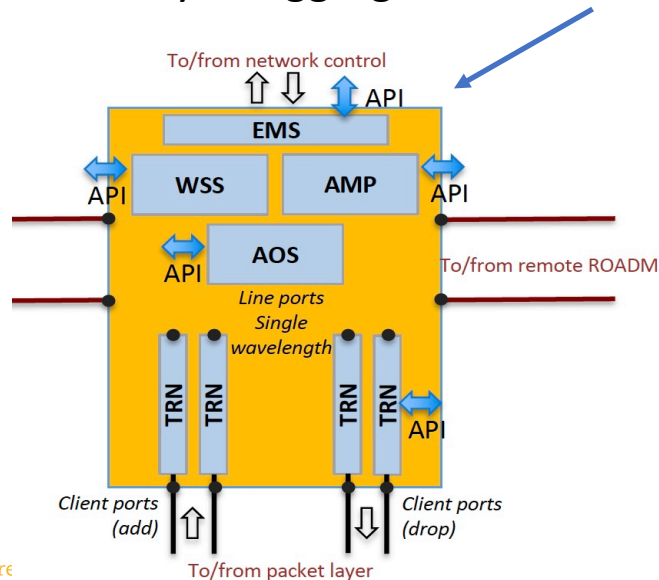 To/from network control
API
EMS
WSS
AMP
API
API
AOS
API
To/from remote ROADM
Line ports
Single
wavelength
TRN
TRN
TRN
TRN
API
Client ports
(add)
Client ports
(drop)
To/from packet layer